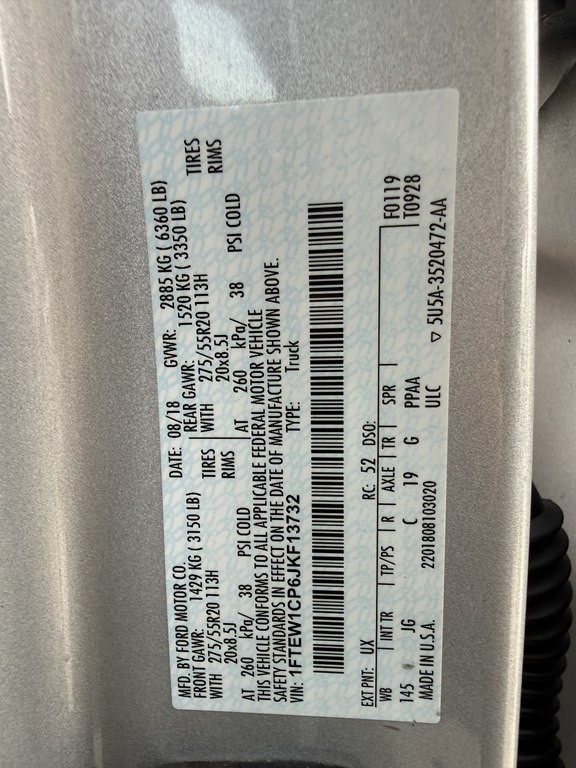 MFD. BY FORD MOTOR CO. DATE: 08/18 GVWR: 2885 KG ( 6360 LB)
FRONT GAWR: 1429 KG ( 3150 LB) REAR GAWR: 1520 KG ( 3350 LB)
WITH 275/55R20 113H TIRES WITH 275/55R20 113H TIRES
20x8.5J RIMS 20x8.5J RIMS
AT 260 kPa/ 38 PSI COLD AT 260 kPa/ 38 PSI COLD
THIS VEHICLE CONFORMS TO ALL APPLICABLE FEDERAL MOTOR VEHICLE
SAFETY STANDARDS IN EFFECT ON THE DATE OF MANUFACTURE SHOWN ABOVE.
VIN: 1FTEW1CP6JKF13732 TYPE: Truck
EXT PNT: UX RC: 52 DSO: F0119
WB INT TR TP/PS R AXLE TR SPR T0928
145 JG C 19 G PPAA
MADE IN U.S.A. 2201808103020 ULC ▽ 5U5A-3520472-AA